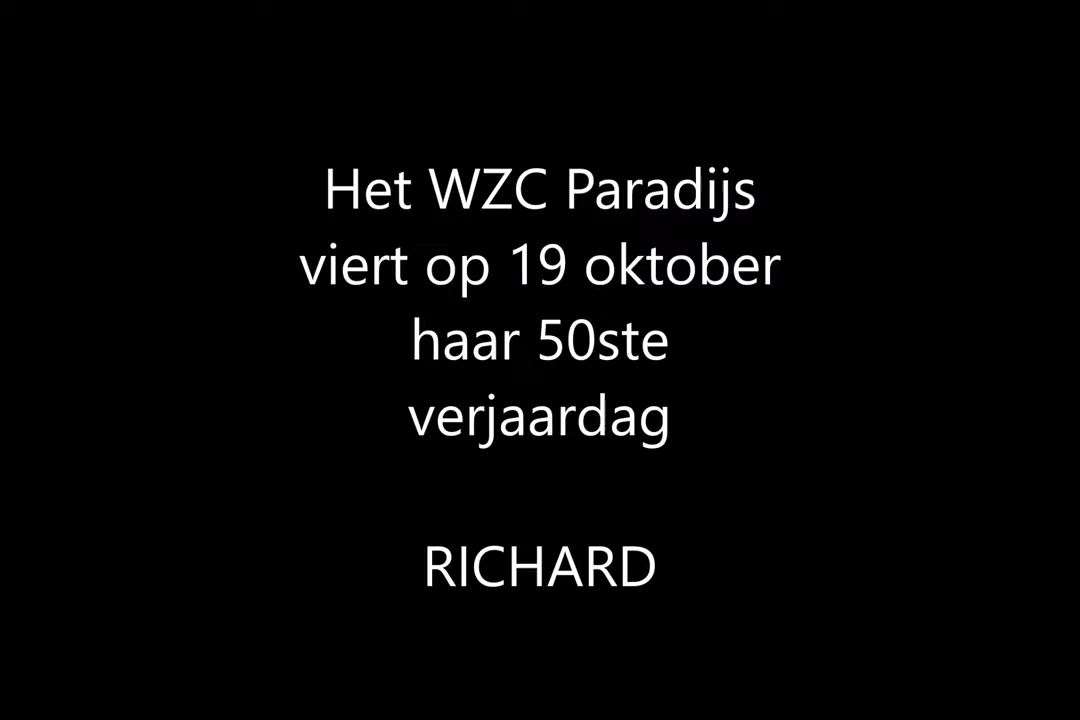 Het WZC Paradijs
viert op 19 oktober
haar 50ste
verjaardag
RICHARD